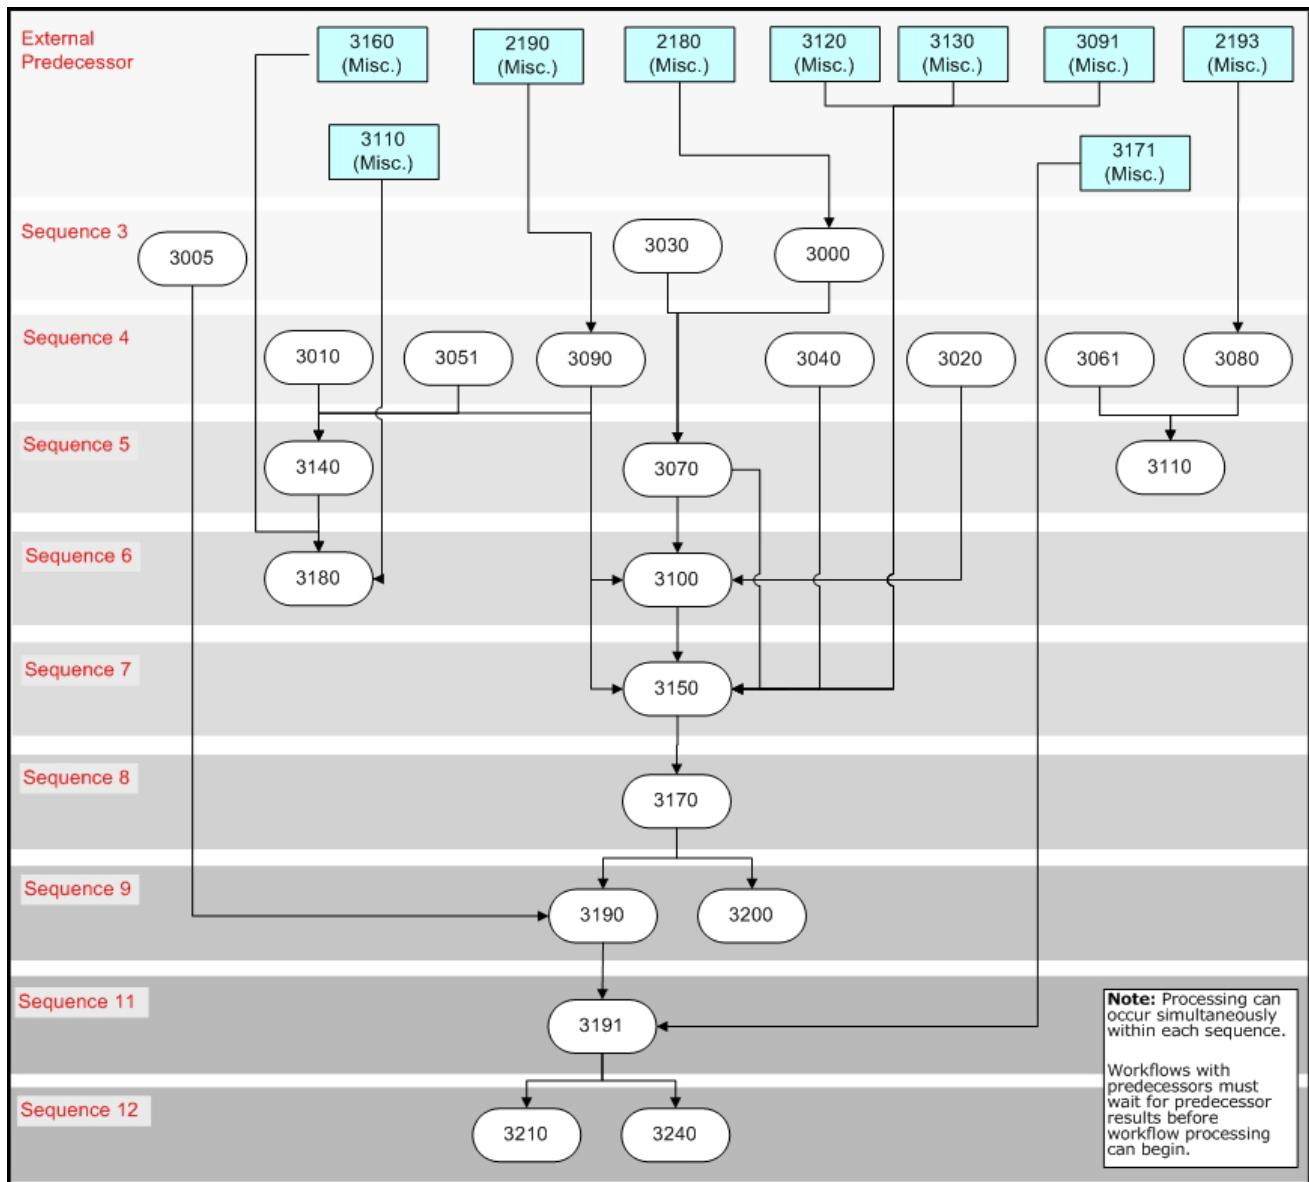 External
Predecessor
3160
(Misc.)
2190
(Misc.)
2180
(Misc.)
3120
(Misc.)
3130
(Misc.)
3091
(Misc.)
2193
(Misc.)
3110
(Misc.)
3171
(Misc.)
Sequence 3
3005
3030
3000
Sequence 4
3010
3051
3090
3040
3020
3061
3080
Sequence 5
3140
3070
3110
Sequence 6
3180
3100
Sequence 7
3150
Sequence 8
3170
Sequence 9
3190
3200
Sequence 11
3191
Note: Processing can
occur simultaneously
within each sequence.
Workflows with
predecessors must
wait for predecessor
results before
workflow processing
can begin.
Sequence 12
3210
3240